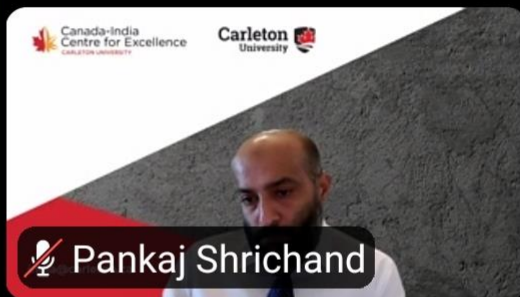 Canada-India
Centre for Excellence
CARLETON UNIVERSITY
Carleton
University
Pankaj Shrichand